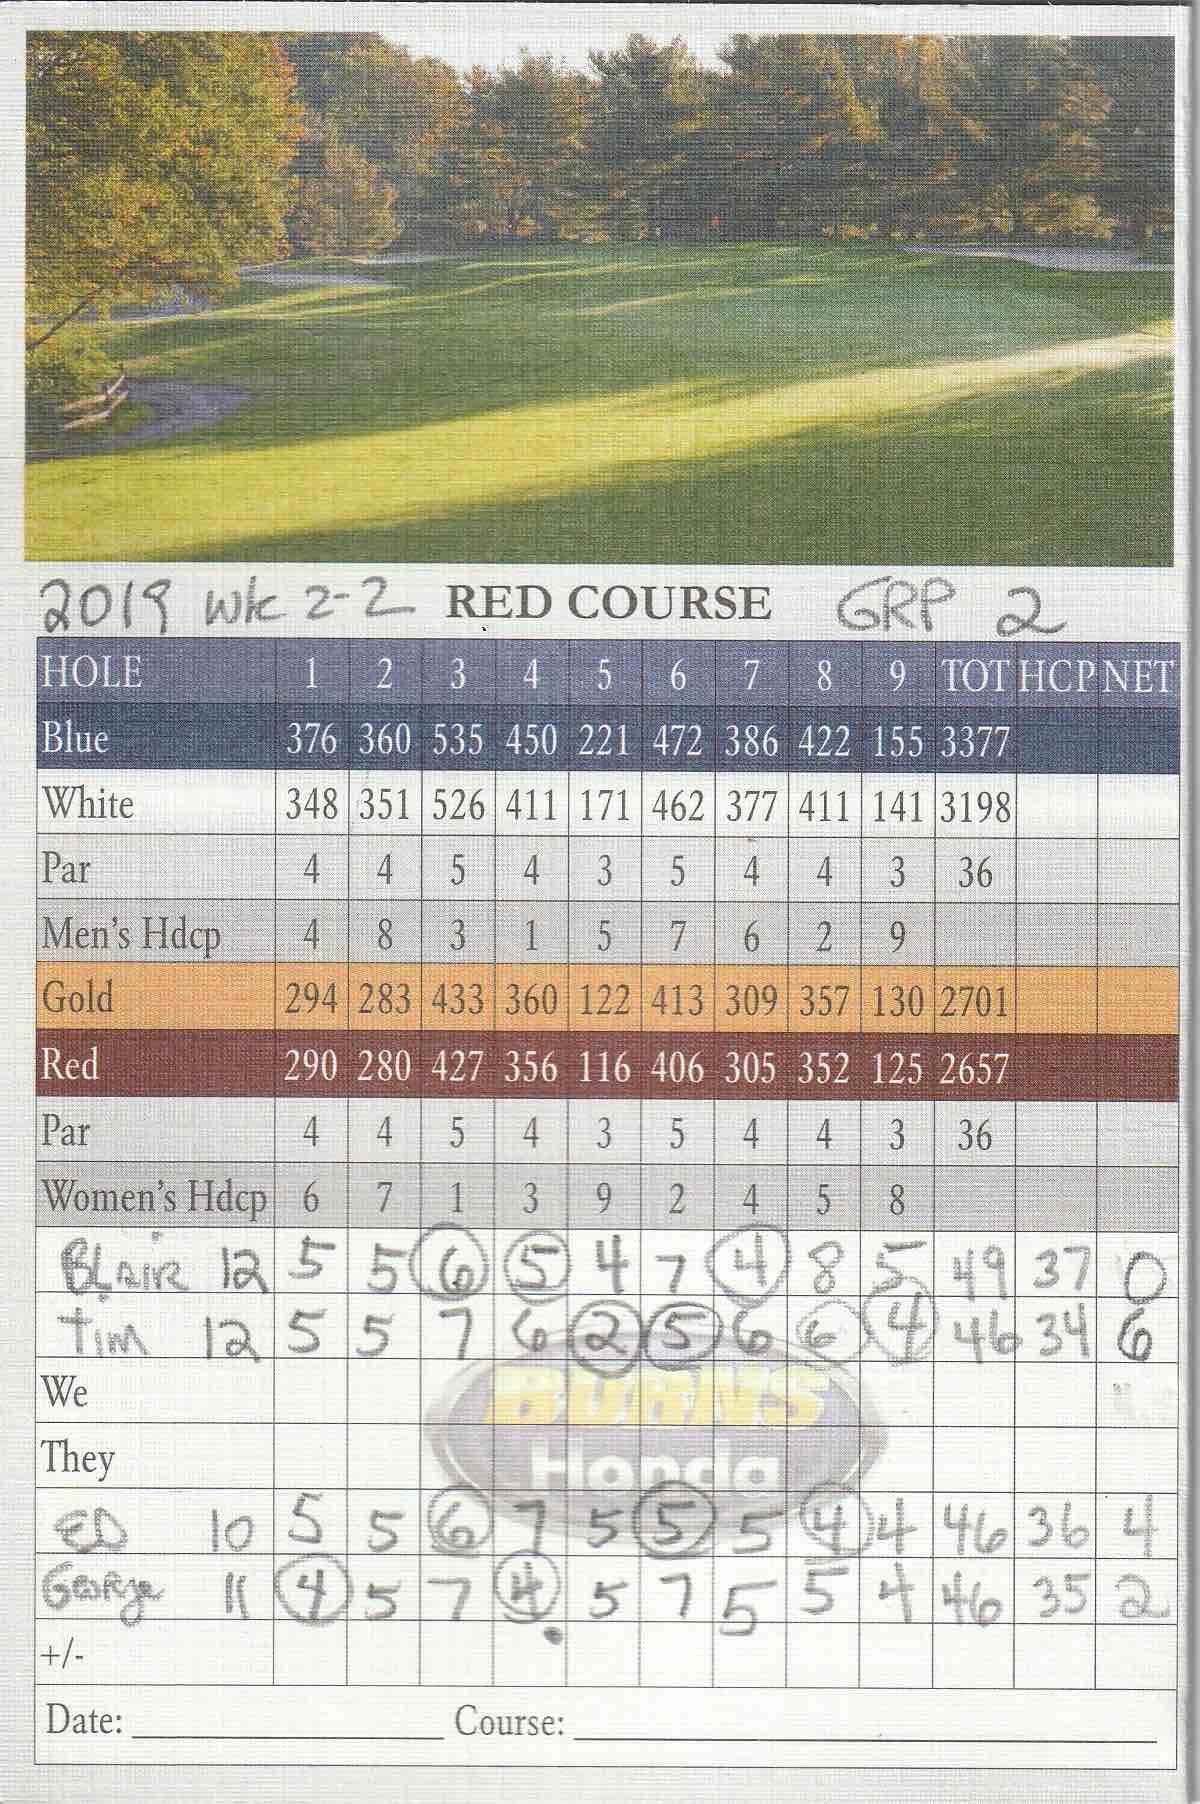 2019 wk 2-2 RED COURSE GRP 2
HOLE 1 2 3 4 5 6 7 8 9 TOT HCP NET
Blue 376 360 535 450 221 472 386 422 155 3377
White 348 351 526 411 171 462 377 411 141 3198
Par 4 4 5 4 3 5 4 4 3 36
Men's Hdcp 4 8 3 1 5 7 6 2 9
Gold 294 283 433 360 122 413 309 357 130 2701
Red 290 280 427 356 116 406 305 352 125 2657
Par 4 4 5 4 3 5 4 4 3 36
Women's Hdcp 6 7 1 3 9 2 4 5 8
BLAIR 12 5 5 6 5 4 7 4 8 5 49 37 0
TIM 12 5 5 7 6 2 5 6 6 4 46 34 6
We
BURNS
They
Honda
ED 10 5 5 6 7 5 5 5 4 4 46 36 4
George 11 4 5 7 4 5 7 5 5 4 46 35 2
+/-
Date: Course: